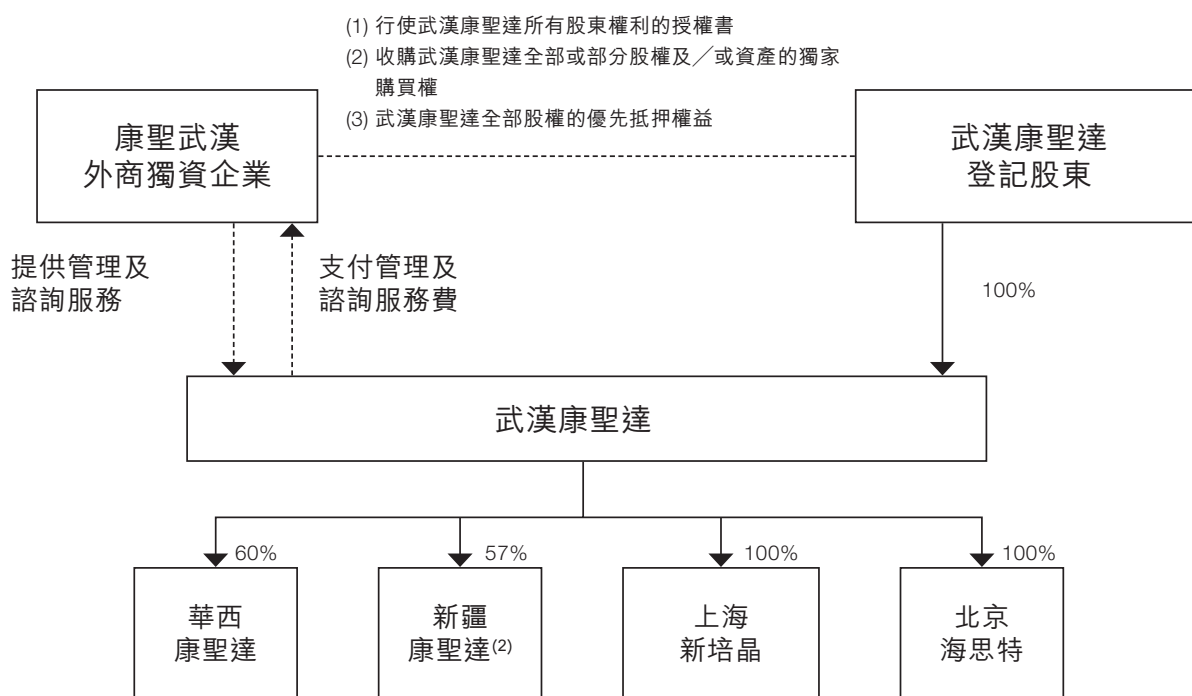 (1) 行使武漢康聖達所有股東權利的授權書
(2) 收購武漢康聖達全部或部分股權及／或資產的獨家
購買權
(3) 武漢康聖達全部股權的優先抵押權益
康聖武漢
外商獨資企業
武漢康聖達
登記股東
提供管理及
諮詢服務
支付管理及
諮詢服務費
100%
武漢康聖達
60%
57%
100%
100%
華西
康聖達
新疆
康聖達(2)
上海
新培晶
北京
海思特